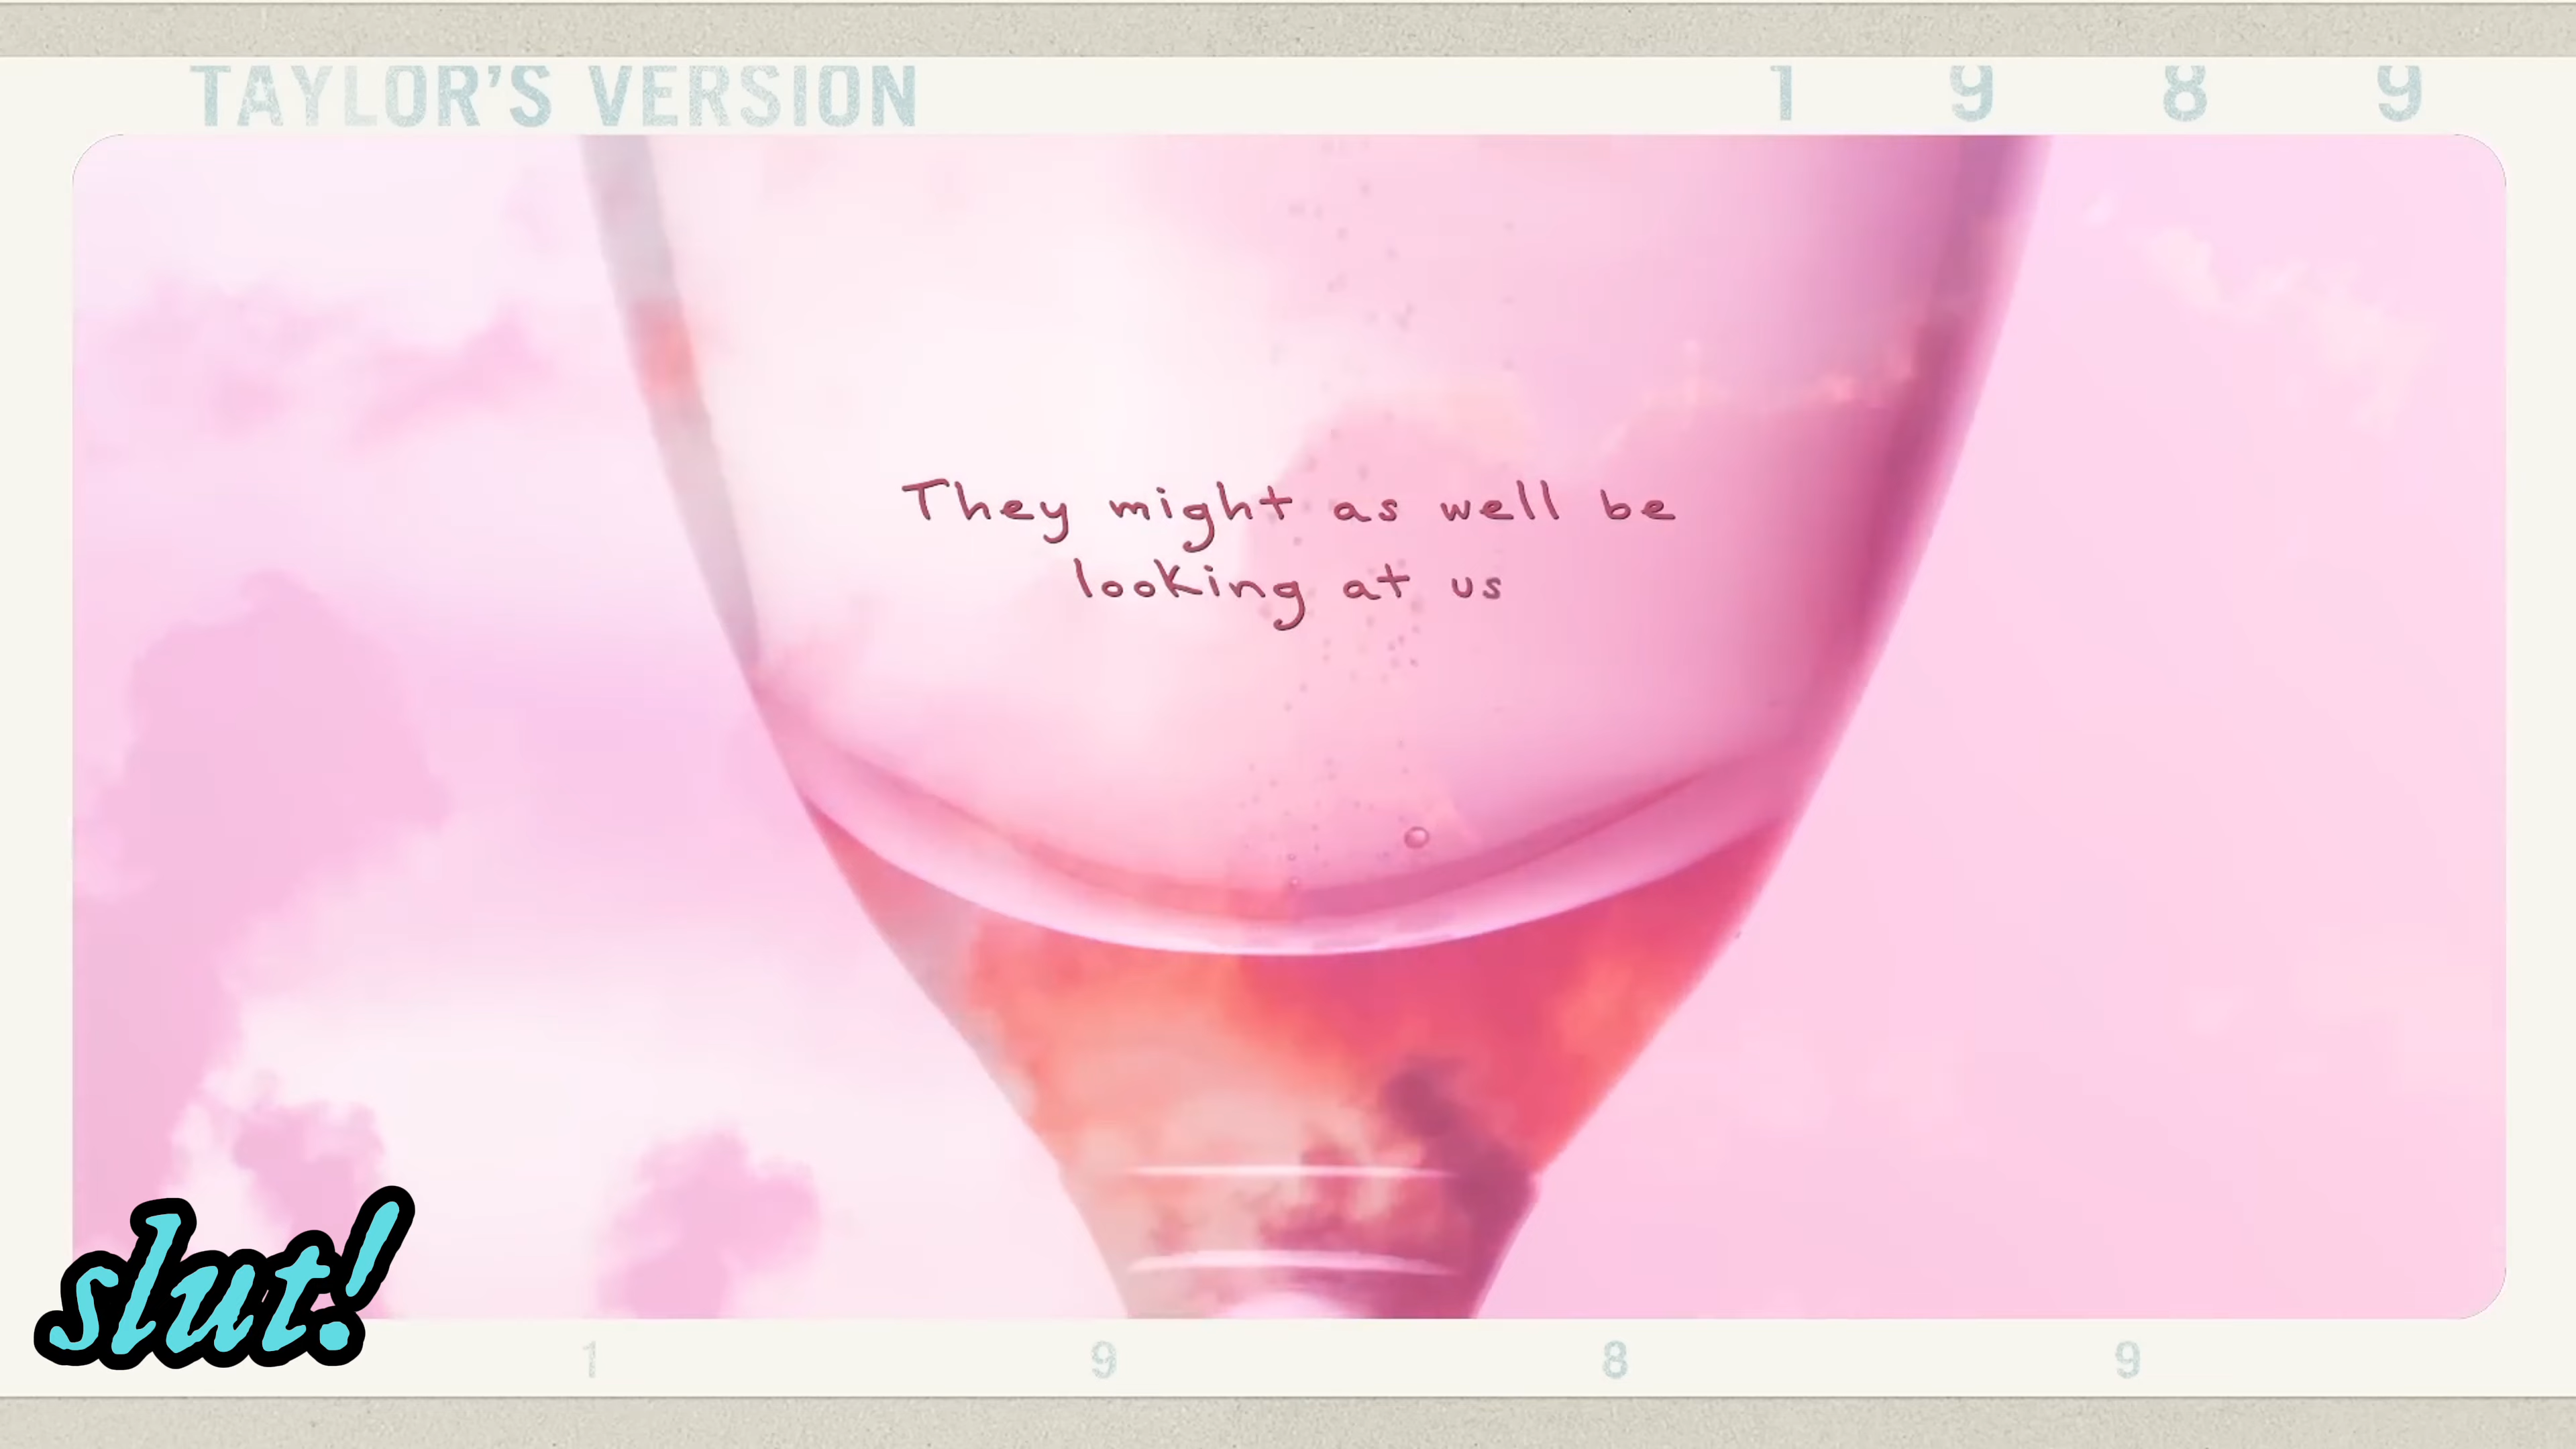 TAYLOR'S VERSION 1 9 8 9
They might as well be
looking at us
slut!
1 9 8 9